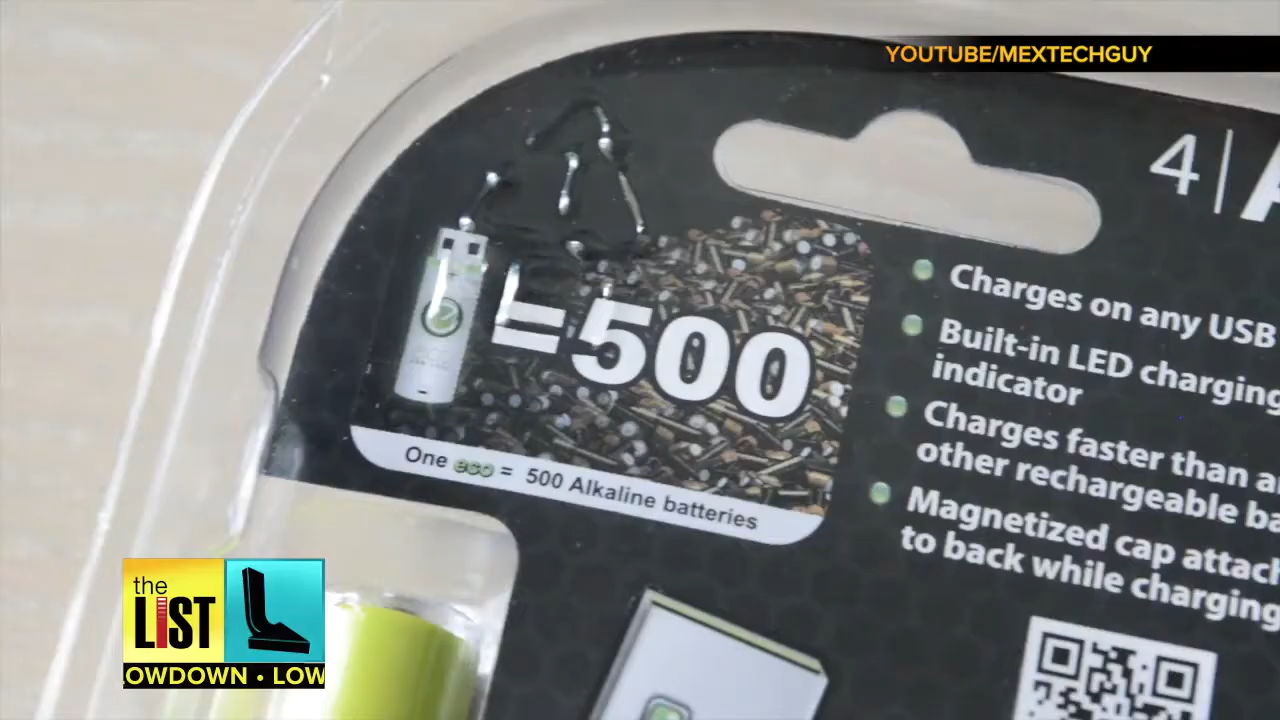 YOUTUBE/MEXTECHGUY
4
=500
One eco = 500 Alkaline batteries
Charges on any USB
Built-in LED charging
indicator
Charges faster than
other rechargeable
Magnetized cap
to back while charging
the
LIST
LOWDOWN • LOW